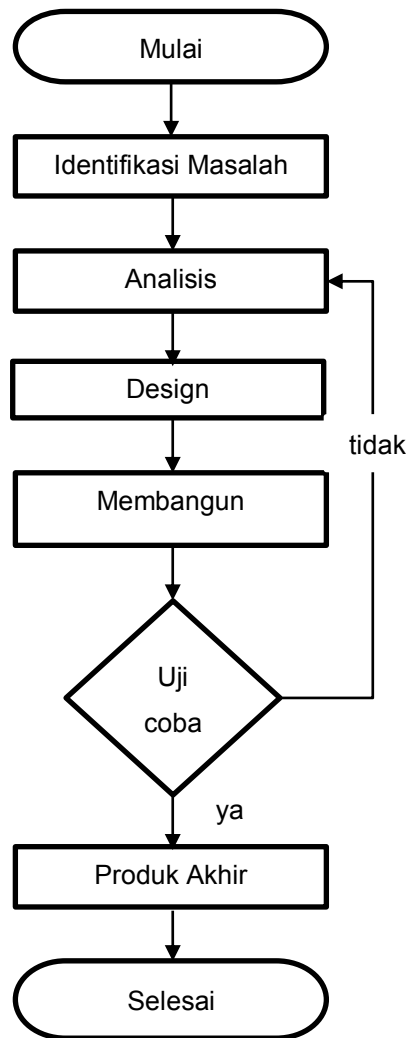 Mulai
Identifikasi Masalah
Analisis
Design
tidak
Membangun
Uji
coba
ya
Produk Akhir
Selesai